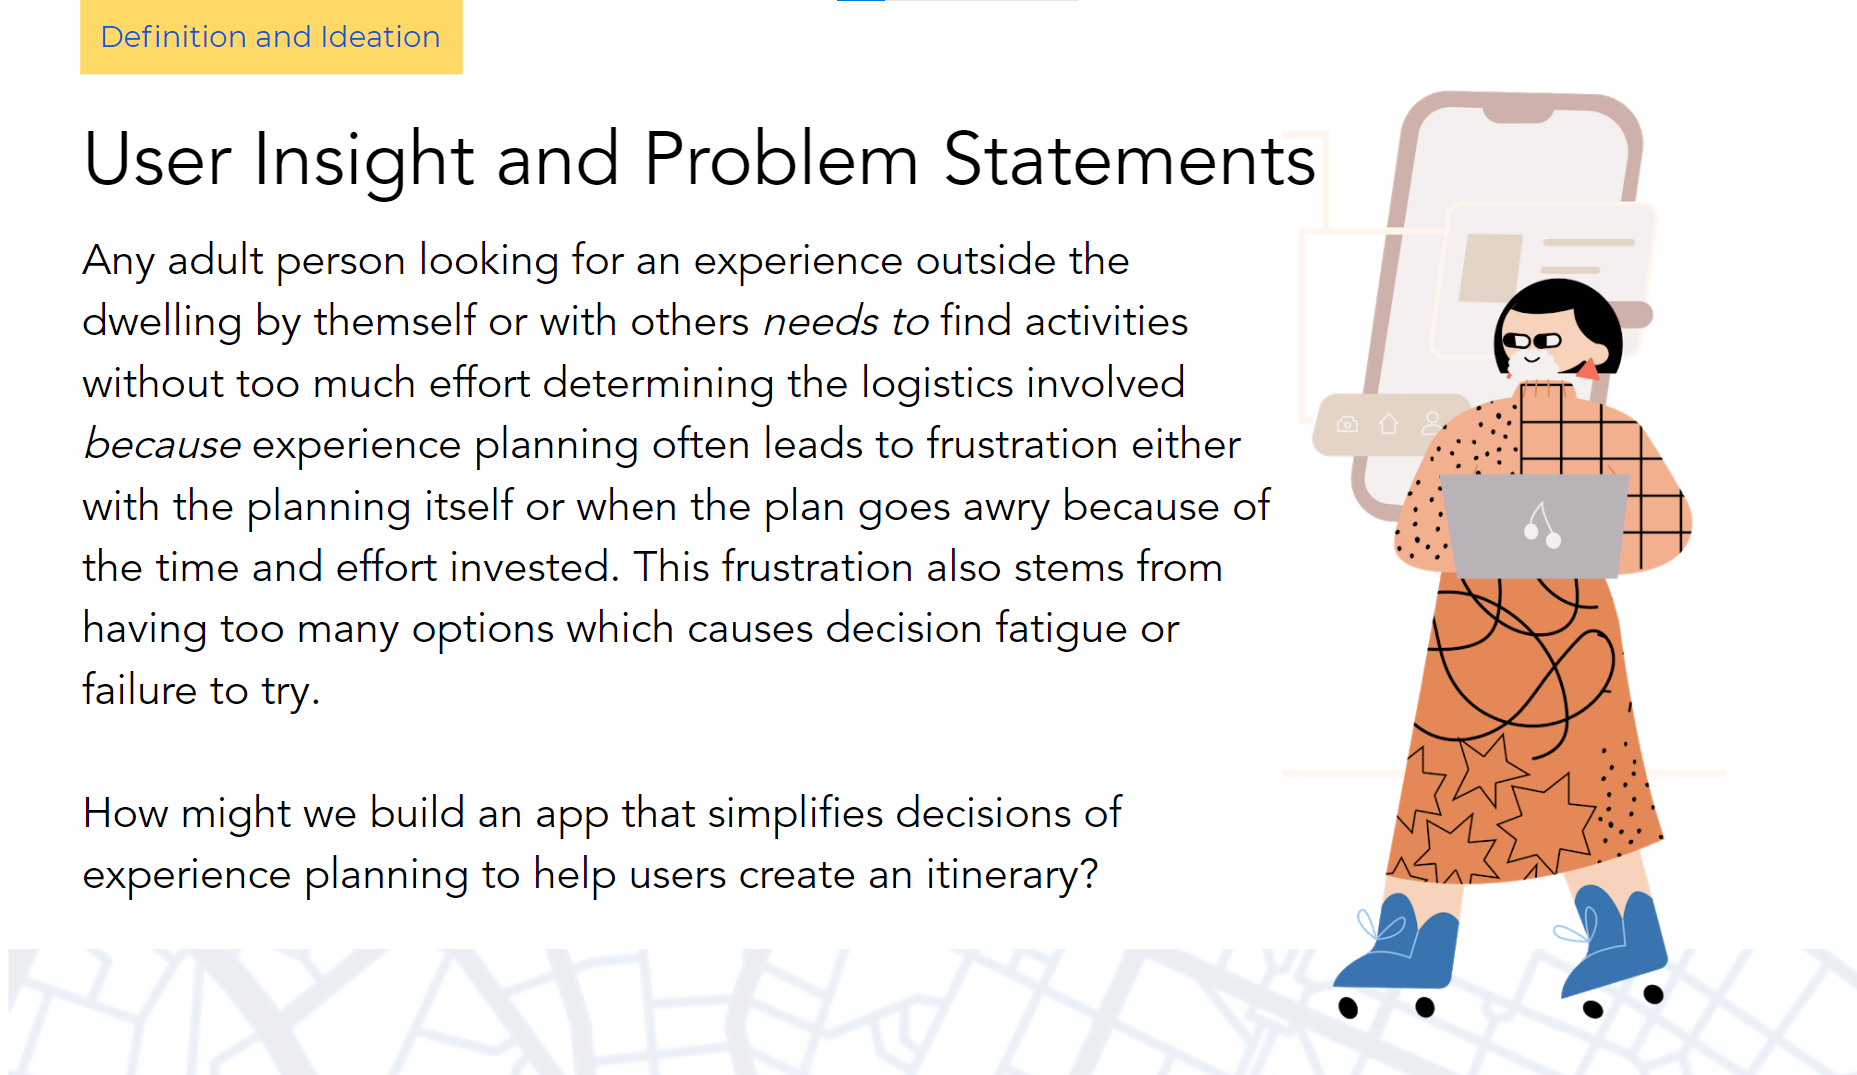 Definition and Ideation
User Insight and Problem Statements
Any adult person looking for an experience outside the
dwelling by themself or with others needs to find activities
without too much effort determining the logistics involved
because experience planning often leads to frustration either
with the planning itself or when the plan goes awry because of
the time and effort invested. This frustration also stems from
having too many options which causes decision fatigue or
failure to try.
How might we build an app that simplifies decisions of
experience planning to help users create an itinerary?